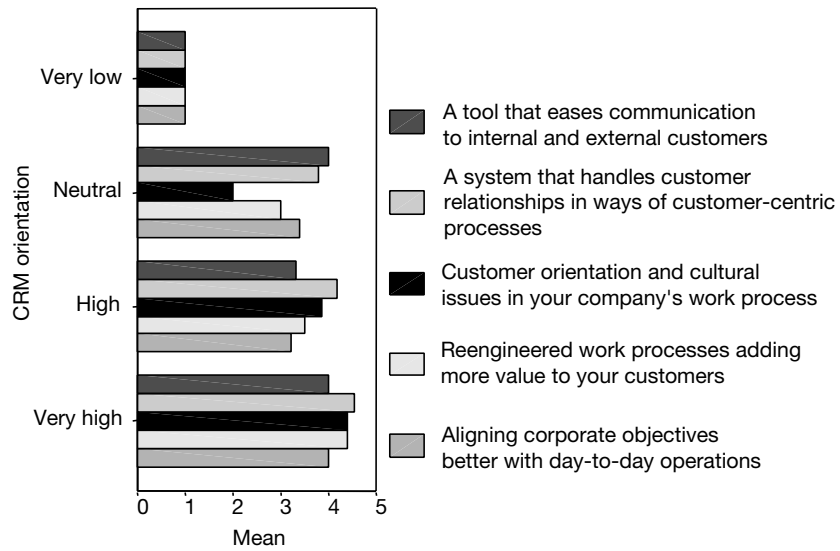 CRM orientation
Very low
Neutral
High
Very high
0 1 2 3 4 5
Mean
A tool that eases communication
to internal and external customers
A system that handles customer
relationships in ways of customer-centric
processes
Customer orientation and cultural
issues in your company's work process
Reengineered work processes adding
more value to your customers
Aligning corporate objectives
better with day-to-day operations